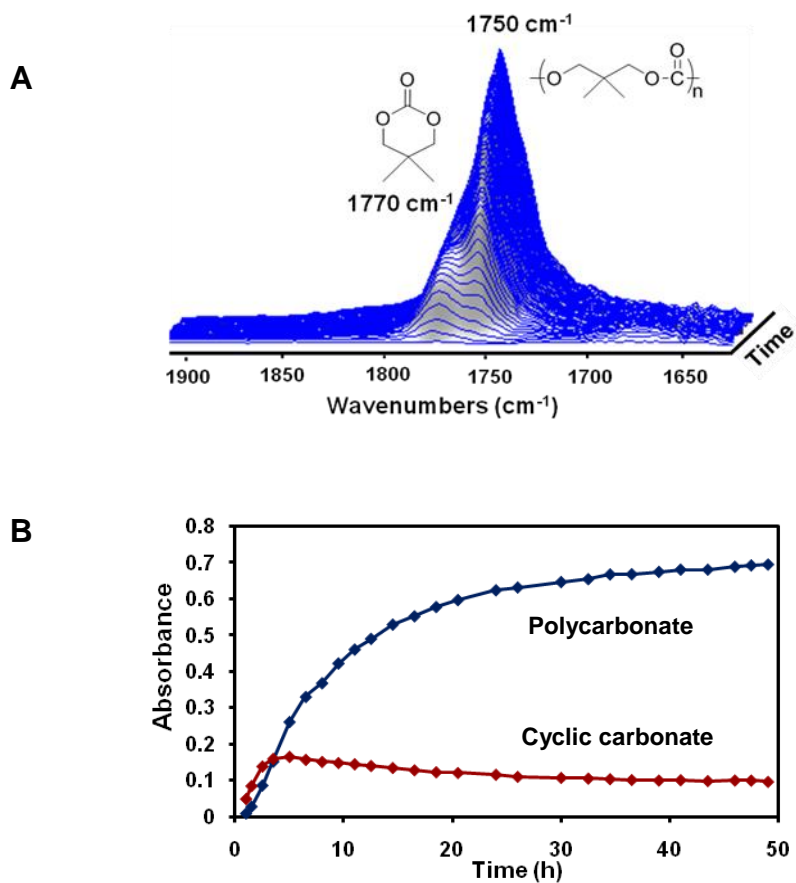 A
1750 cm-1
O
O
O
O
O
O-C
n
1770 cm-1
1900
1850
1800
1750
1700
1650
Time
Wavenumbers (cm-1)
B
0.8
0.7
0.6
0.5
0.4
0.3
0.2
0.1
0
Absorbance
Polycarbonate
Cyclic carbonate
0
10
20
30
40
50
Time (h)